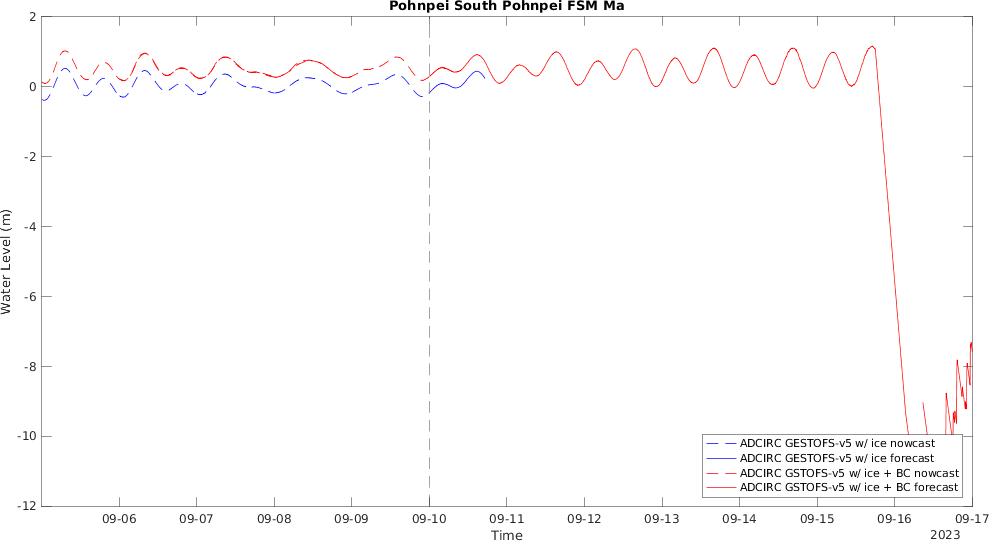 Pohnpei South Pohnpei FSM Ma
2
0
-2
-4
-6
-8
-10
-12
Water Level (m)
ADCIRC GESTOFS-v5 w/ ice nowcast
ADCIRC GESTOFS-v5 w/ ice forecast
ADCIRC GSTOFS-v5 w/ ice + BC nowcast
ADCIRC GSTOFS-v5 w/ ice + BC forecast
09-06 09-07 09-08 09-09 09-10 09-11 09-12 09-13 09-14 09-15 09-16 09-17
Time
2023